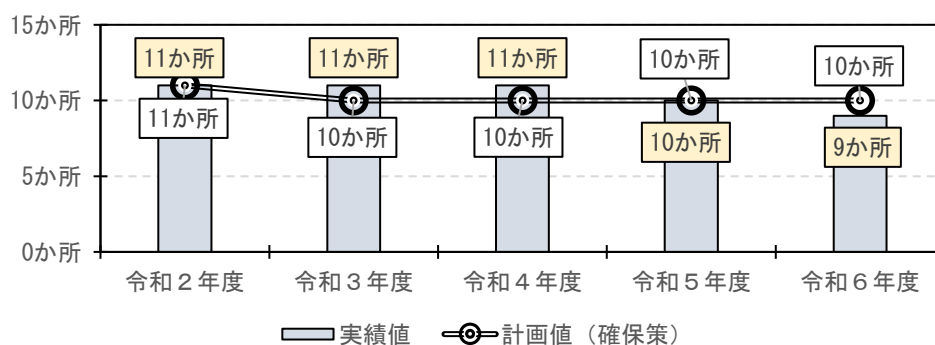 15か所
10か所
5か所
0か所
11か所
11か所
11か所
10か所
10か所
11か所
10か所
10か所
10か所
9か所
令和２年度
令和３年度
令和４年度
令和５年度
令和６年度
実績値
計画値（確保策）